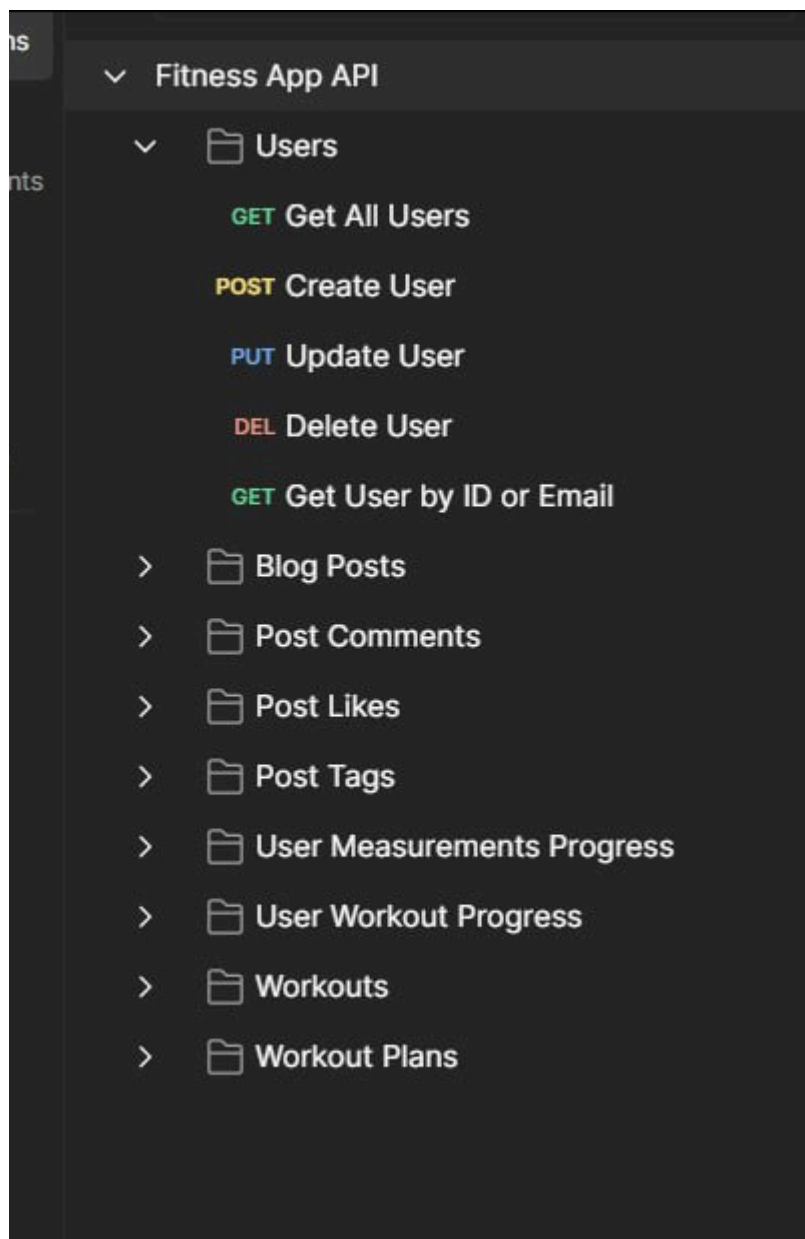 ns
Fitness App API
Users
nts
GET Get All Users
POST Create User
PUT Update User
DEL Delete User
GET Get User by ID or Email
Blog Posts
Post Comments
Post Likes
Post Tags
User Measurements Progress
User Workout Progress
Workouts
Workout Plans